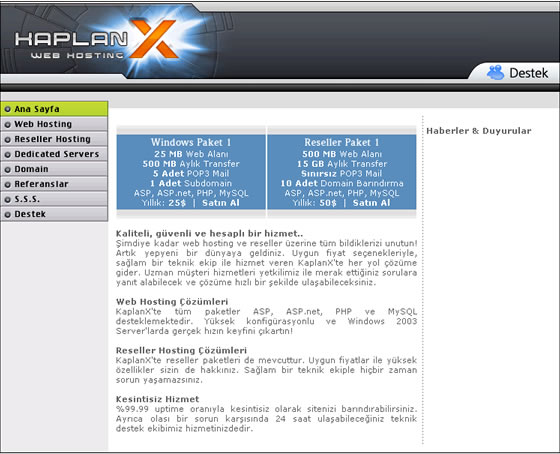 KAPLAN X
WEB HOSTING
Destek
Ana Sayfa
Web Hosting
Reseller Hosting
Dedicated Servers
Domain
Referanslar
S.S.S.
Destek
Windows Paket 1
25 MB Web Alanı
500 MB Aylık Transfer
5 Adet POP3 Mail
1 Adet Subdomain
ASP, ASP.net, PHP, MySQL
Yıllık: 25$ | Satın Al
Reseller Paket 1
500 MB Web Alanı
15 GB Aylık Transfer
Sınırsız POP3 Mail
10 Adet Domain Barındırma
ASP, ASP.net, PHP, MySQL
Yıllık: 50$ | Satın Al
Kaliteli, güvenli ve hesaplı bir hizmet..
Şimdiye kadar web hosting ve reseller üzerine tüm bildiklerizi unutun!
Artık yepyeni bir dünyaya geldiniz. Uygun fiyat seçenekleriyle,
sağlam bir teknik ekip ile hizmet veren KaplanX'te her yol çözüme
gider. Uzman müşteri hizmetleri yetkilimiz ile merak ettiğiniz sorulara
yanıt alabilecek ve çözüme hızlı bir şekilde ulaşabileceksiniz.
Web Hosting Çözümleri
KaplanX'te tüm paketler ASP, ASP.net, PHP ve MySQL
desteklemektedir. Yüksek konfigürasyonlu ve Windows 2003
Server'larda gerçek hızın keyfini çıkartın!
Reseller Hosting Çözümleri
KaplanX'te reseller paketleri de mevcuttur. Uygun fiyatlar ile yüksek
özellikler sizin de hakkınız. Sağlam bir teknik ekiple hiçbir zaman
sorun yaşamazsınız.
Kesintisiz Hizmet
%99.99 uptime oranıyla kesintisiz olarak sitenizi barındırabilirsiniz.
Ayrıca olası bir sorun karşısında 24 saat ulaşabileceğiniz teknik
destek ekibimiz hizmetinizdedir.
Haberler & Duyurular